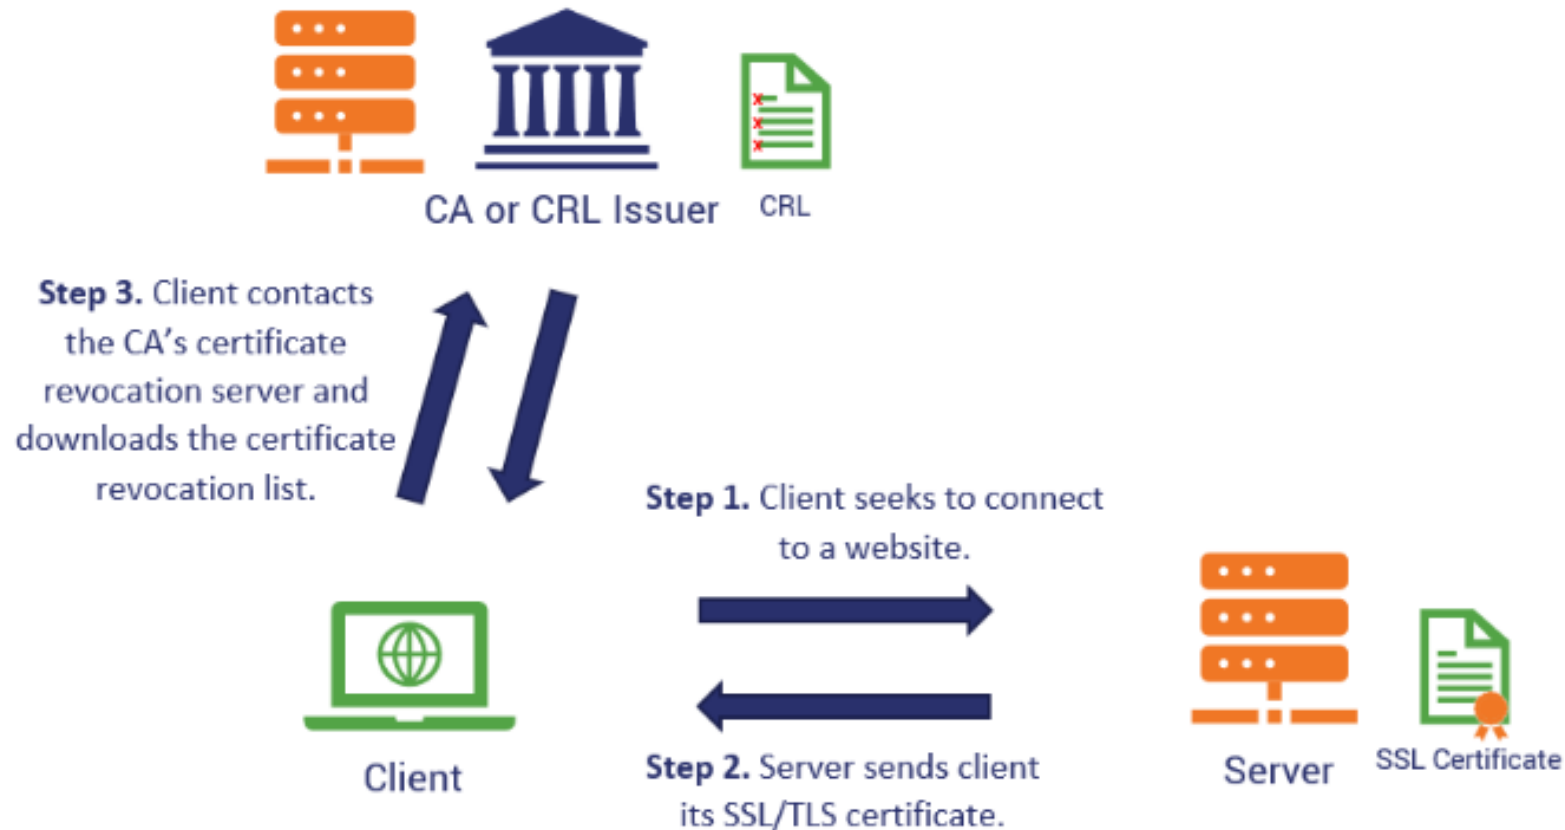 CA or CRL Issuer
CRL
Step 3. Client contacts
the CA's certificate
revocation server and
downloads the certificate
revocation list.
Step 1. Client seeks to connect
to a website.
Client
Step 2. Server sends client
its SSL/TLS certificate.
Server
SSL Certificate